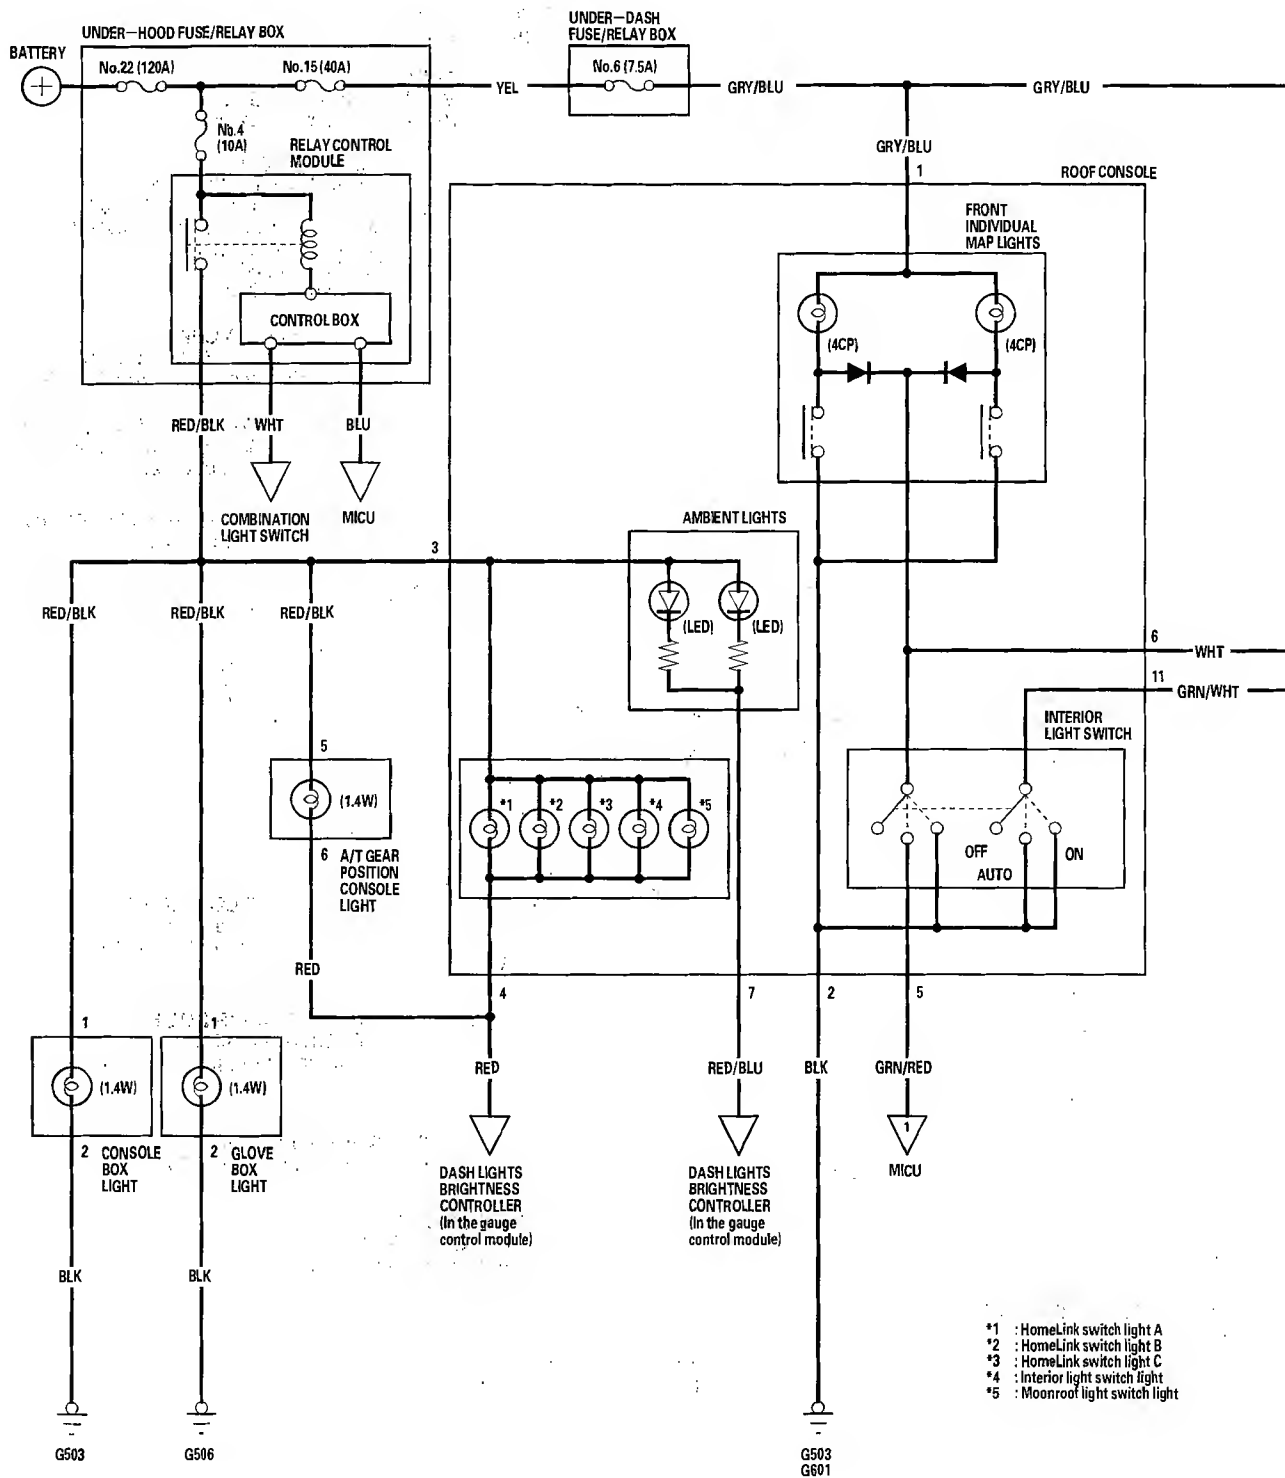 UNDER-HOOD FUSE/RELAY BOX
UNDER-DASH
FUSE/RELAY BOX
BATTERY
No.22 (120A)
No.15 (40A)
YEL
No.6 (7.5A)
GRY/BLU
GRY/BLU
No.4
(10A)
RELAY CONTROL
MODULE
GRY/BLU
1
ROOF CONSOLE
FRONT
INDIVIDUAL
MAP LIGHTS
CONTROL BOX
(4CP)
(4CP)
RED/BLK
WHT
BLU
COMBINATION
LIGHT SWITCH
MICU
AMBIENT LIGHTS
3
RED/BLK
RED/BLK
RED/BLK
(LED)
(LED)
6
WHT
11
GRN/WHT
INTERIOR
LIGHT SWITCH
5
(1.4W)
*1
*2
*3
*4
*5
6
A/T GEAR
POSITION
CONSOLE
LIGHT
OFF
AUTO
ON
RED
4
7
2
5
1
1
(1.4W)
(1.4W)
RED
RED/BLU
BLK
GRN/RED
1
MICU
2
CONSOLE
BOX
LIGHT
2
GLOVE
BOX
LIGHT
DASH LIGHTS
BRIGHTNESS
CONTROLLER
(In the gauge
control module)
DASH LIGHTS
BRIGHTNESS
CONTROLLER
(In the gauge
control module)
BLK
BLK
*1 : HomeLink switch light A
*2 : HomeLink switch light B
*3 : HomeLink switch light C
*4 : Interior light switch light
*5 : Moonroof light switch light
G503
G506
G503
G601